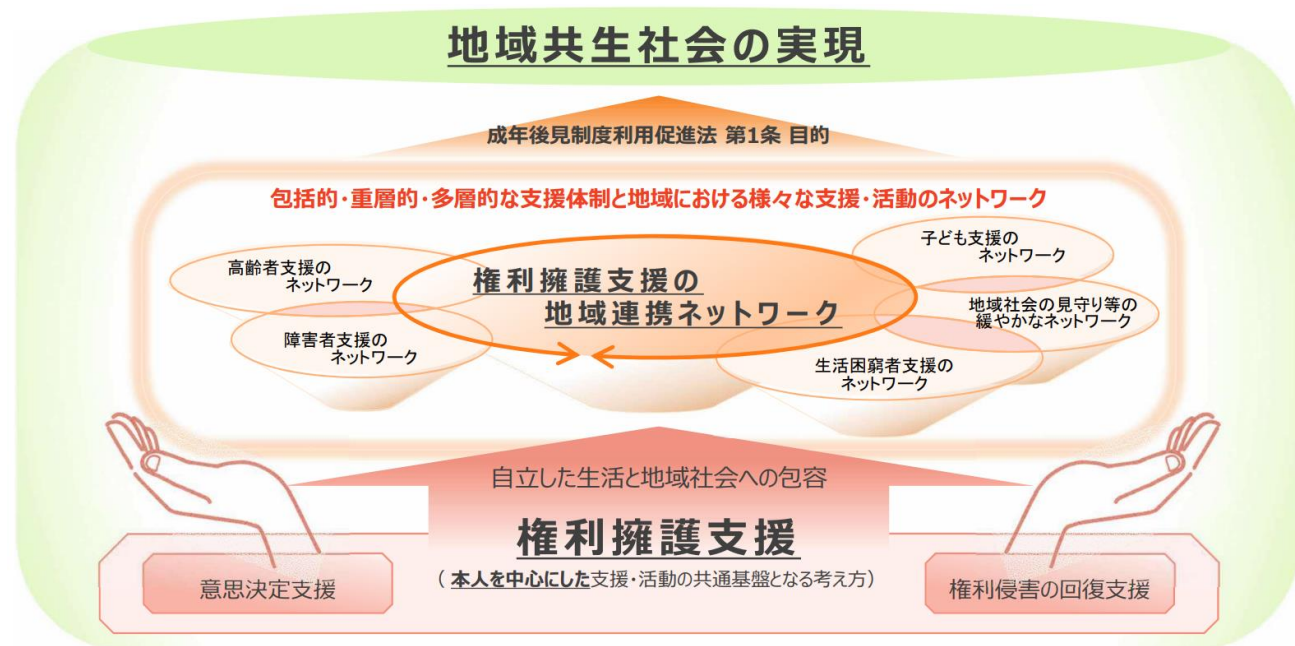 地域共生社会の実現
成年後見制度利用促進法 第1条 目的
包括的・重層的・多層的な支援体制と地域における様々な支援・活動のネットワーク
高齢者支援の
ネットワーク
障害者支援の
ネットワーク
権利擁護支援の
地域連携ネットワーク
子ども支援の
ネットワーク
地域社会の見守り等の
緩やかなネットワーク
生活困窮者支援の
ネットワーク
自立した生活と地域社会への包容
権利擁護支援
( 本人を中心にした支援・活動の共通基盤となる考え方)
意思決定支援
権利侵害の回復支援